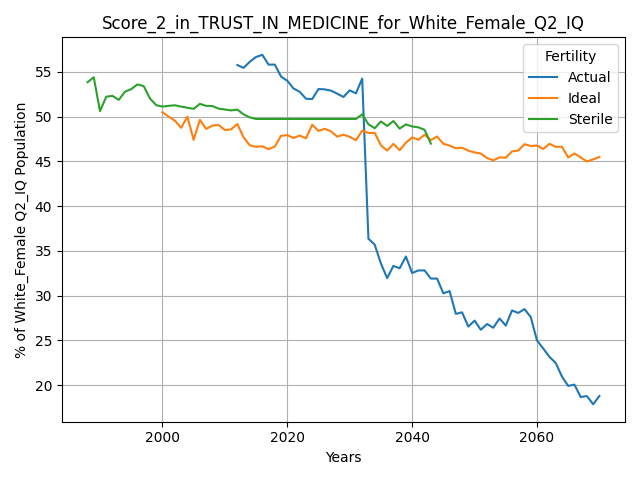 Score_2_in_TRUST_IN_MEDICINE_for_White_Female_Q2_IQ
% of White_Female Q2_IQ Population
55
50
45
40
35
30
25
20
Fertility
Actual
Ideal
Sterile
2000 2020 2040 2060
Years